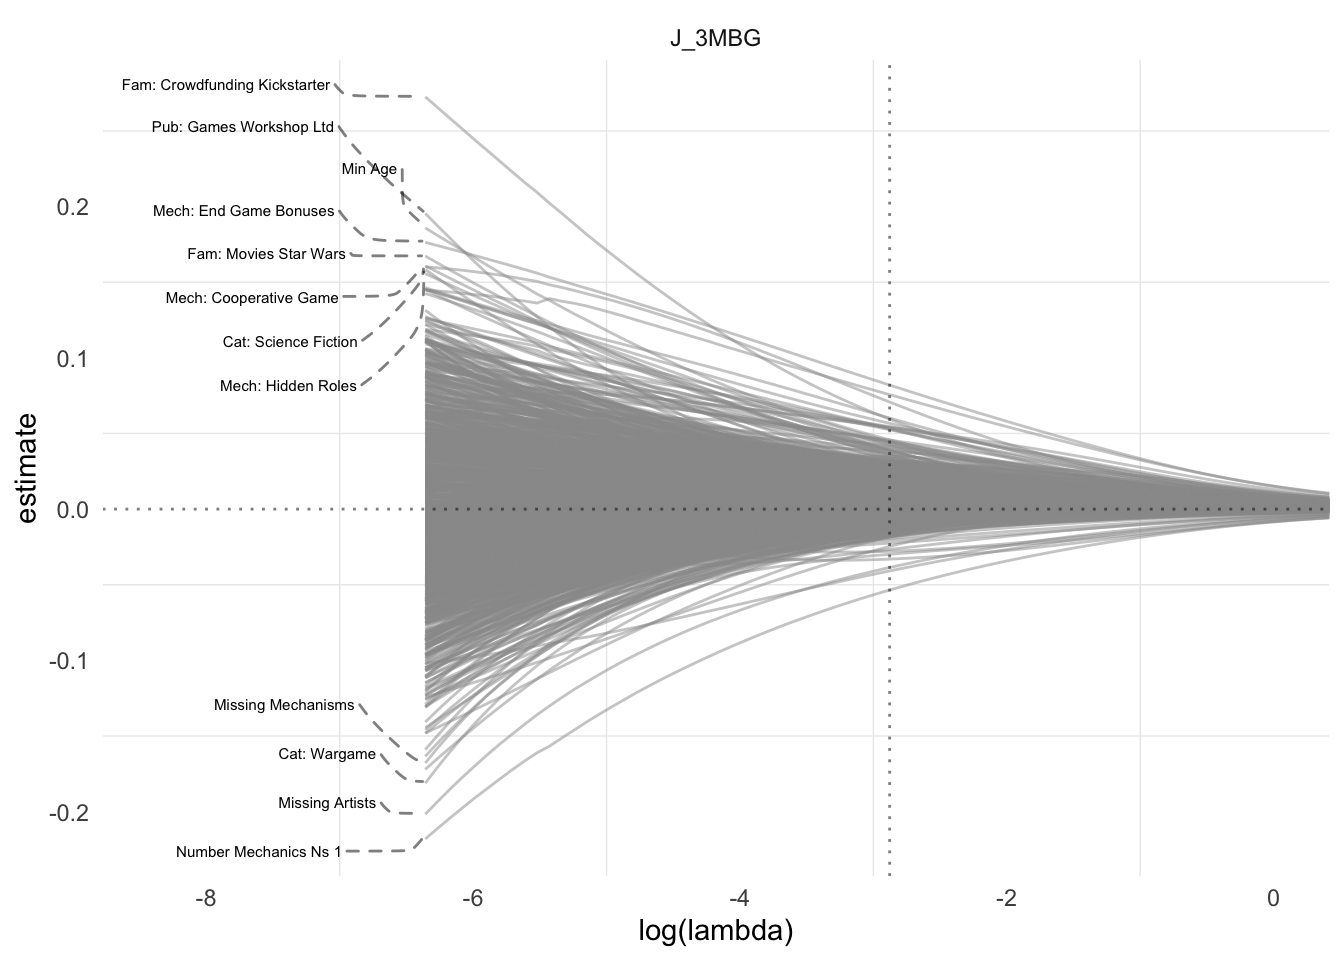 J_3MBG
Fam: Crowdfunding Kickstarter
Pub: Games Workshop Ltd
Min Age
Mech: End Game Bonuses
Fam: Movies Star Wars
Mech: Cooperative Game
Cat: Science Fiction
Mech: Hidden Roles
Missing Mechanisms
Cat: Wargame
Missing Artists
Number Mechanics Ns 1
estimate
0.2
0.1
0.0
-0.1
-0.2
-8 -6 -4 -2 0
log(lambda)